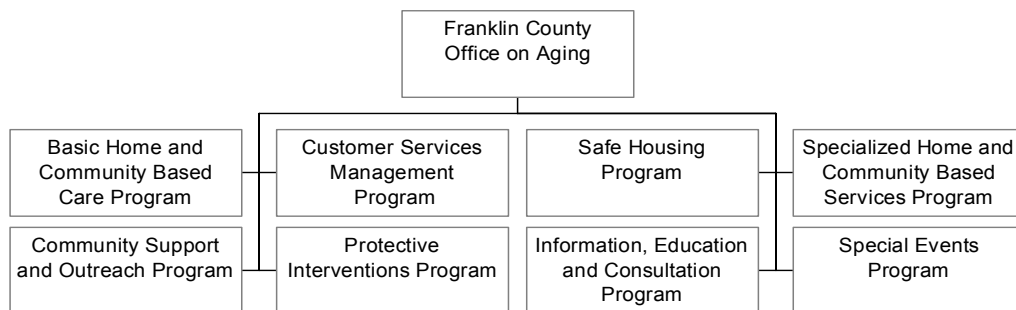 Franklin County
Office on Aging
Basic Home and
Community Based
Care Program
Customer Services
Management
Program
Safe Housing
Program
Specialized Home and
Community Based
Services Program
Community Support
and Outreach Program
Protective
Interventions Program
Information, Education
and Consultation
Program
Special Events
Program